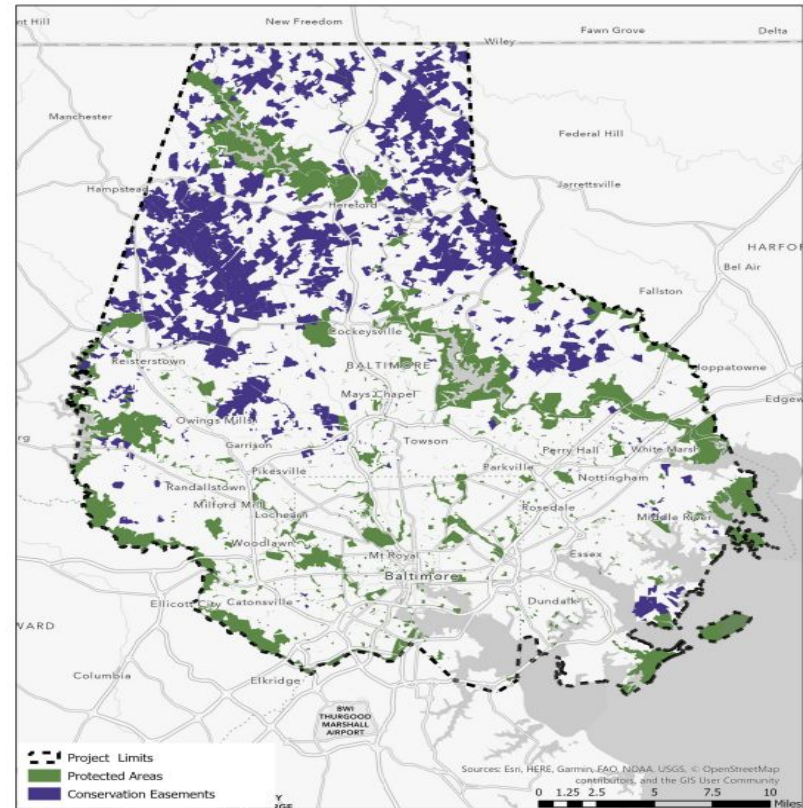 nt Hill
New Freedom
Fawn Grove
Delta
Wiley
Manchester
Federal Hill
Hampstead
Jarrettsville
Hereford
HARFOR
Bel Air
Fallston
Cockeysville
Reisterstown
BALTIMORE
Joppatowne
Mays Chapel
Edgew
Owings Mills
rg
Garrison
Towson
Perry Hall
White Marsh
Pikesville
Parkville
Nottingham
Randallstown
Milford Mill
Lochearn
Rosedale
Middle River
Woodlawn
Mt Royal
Essex
Baltimore
Ellicott City
Catonsville
Dundalk
WARD
Columbia
Elkridge
BWI
THURGOOD
MARSHALL
AIRPORT
Project Limits
Protected Areas
Conservation Easements
Sources: Esri, HERE, Garmin, FAO, NOAA, USGS, © OpenStreetMap
contributors, and the GIS User Community
0 1.25 2.5 5 7.5 10
Miles